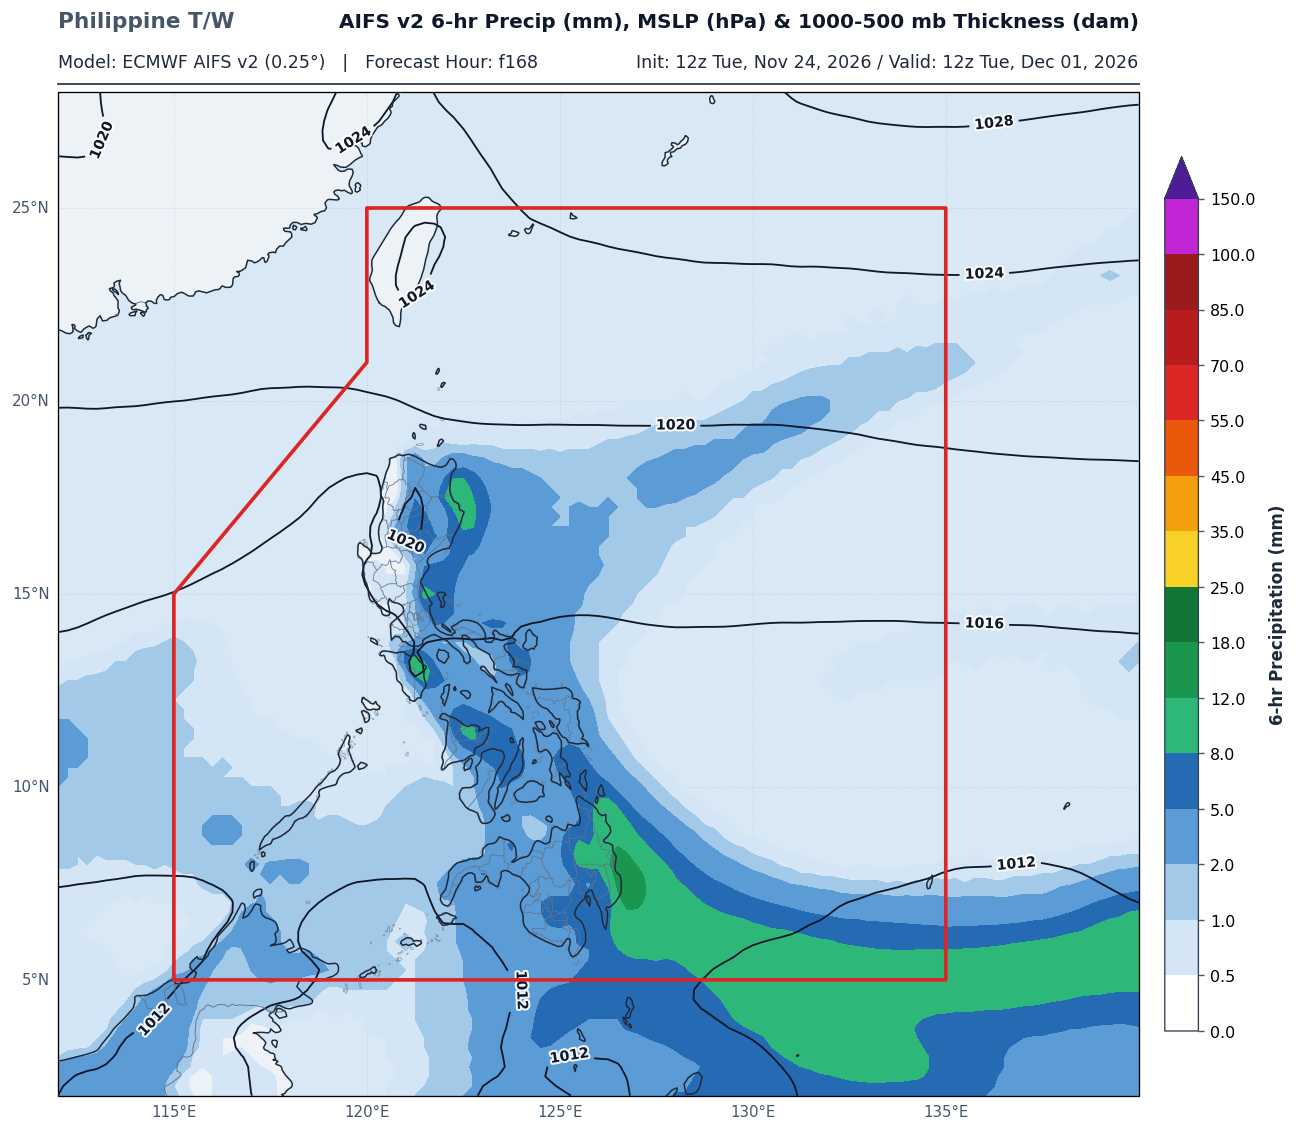 Philippine T/W
AIFS v2 6-hr Precip (mm), MSLP (hPa) & 1000-500 mb Thickness (dam)
Model: ECMWF AIFS v2 (0.25°) | Forecast Hour: f168
Init: 12z Tue, Nov 24, 2026 / Valid: 12z Tue, Dec 01, 2026
1020
1024
1028
25°N
1024
1024
20°N
1020
1020
15°N
1016
10°N
1012
5°N
1012
1012
1012
115°E
120°E
125°E
130°E
135°E
150.0
100.0
85.0
70.0
55.0
45.0
35.0
25.0
18.0
12.0
8.0
5.0
2.0
1.0
0.5
0.0
6-hr Precipitation (mm)